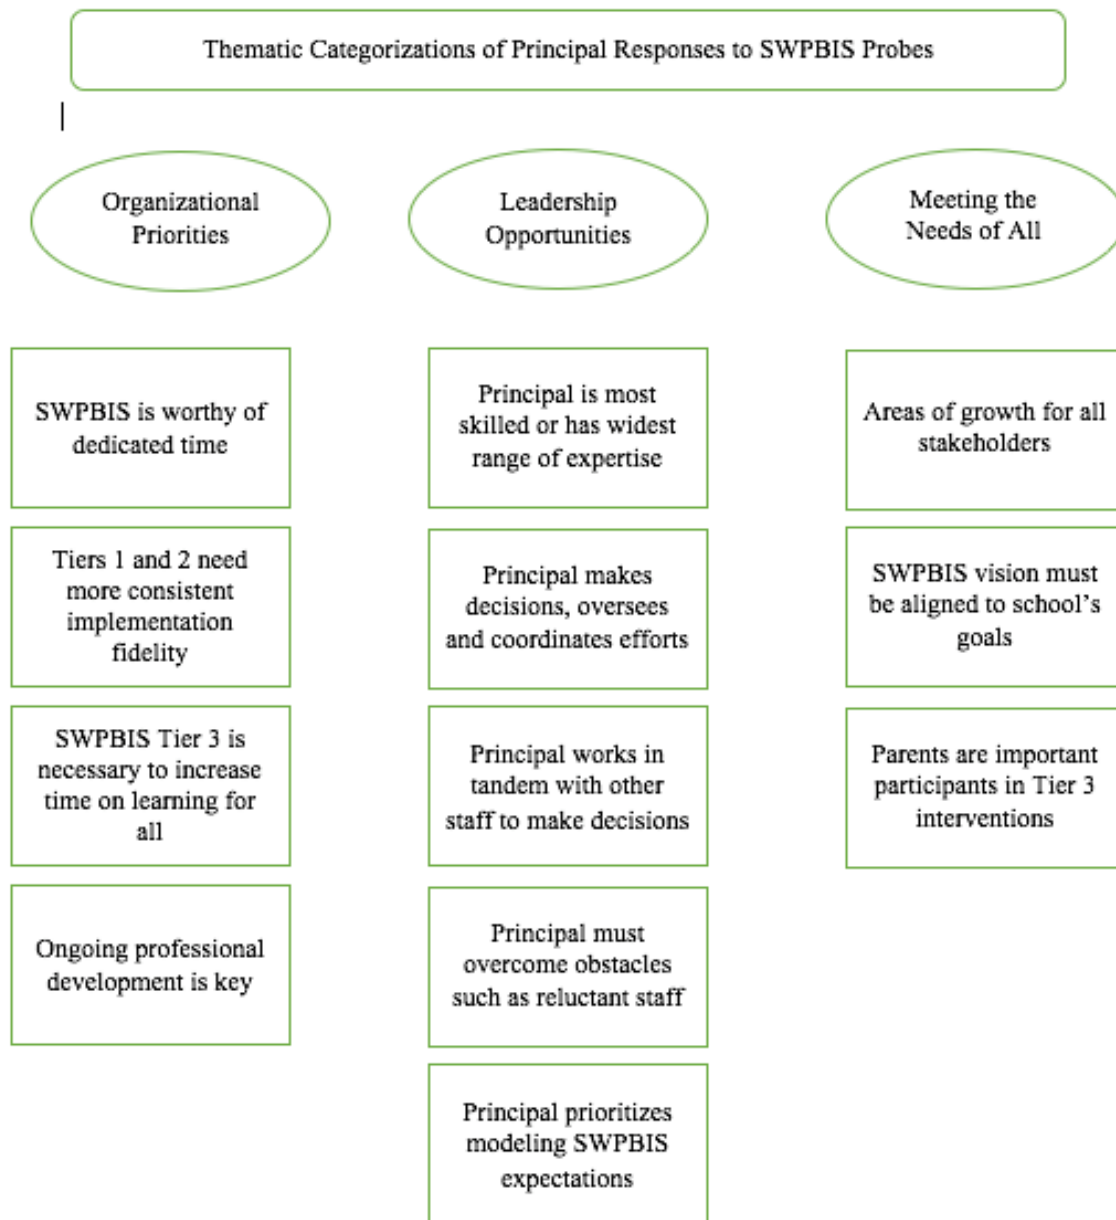 Thematic Categorizations of Principal Responses to SWPBIS Probes
Organizational
Priorities
SWPBIS is worthy of
dedicated time
Tiers 1 and 2 need
more consistent
implementation
fidelity
SWPBIS Tier 3 is
necessary to increase
time on learning for
all
Ongoing professional
development is key
Leadership
Opportunities
Principal is most
skilled or has widest
range of expertise
Principal makes
decisions, oversees
and coordinates efforts
Principal works in
tandem with other
staff to make decisions
Principal must
overcome obstacles
such as reluctant staff
Principal prioritizes
modeling SWPBIS
expectations
Meeting the
Needs of All
Areas of growth for all
stakeholders
SWPBIS vision must
be aligned to school's
goals
Parents are important
participants in Tier 3
interventions